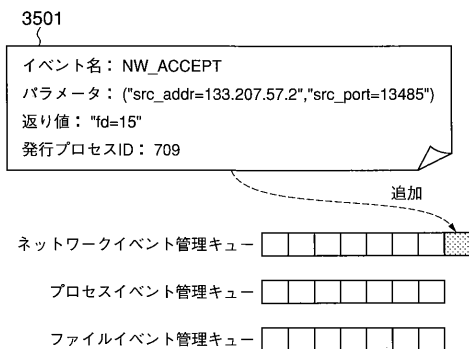 3501
イベント名： NW_ACCEPT
パラメータ： ("src_addr=133.207.57.2","src_port=13485")
返り値： "fd=15"
発行プロセスID： 709
追加
ネットワークイベント管理キュー
プロセスイベント管理キュー
ファイルイベント管理キュー